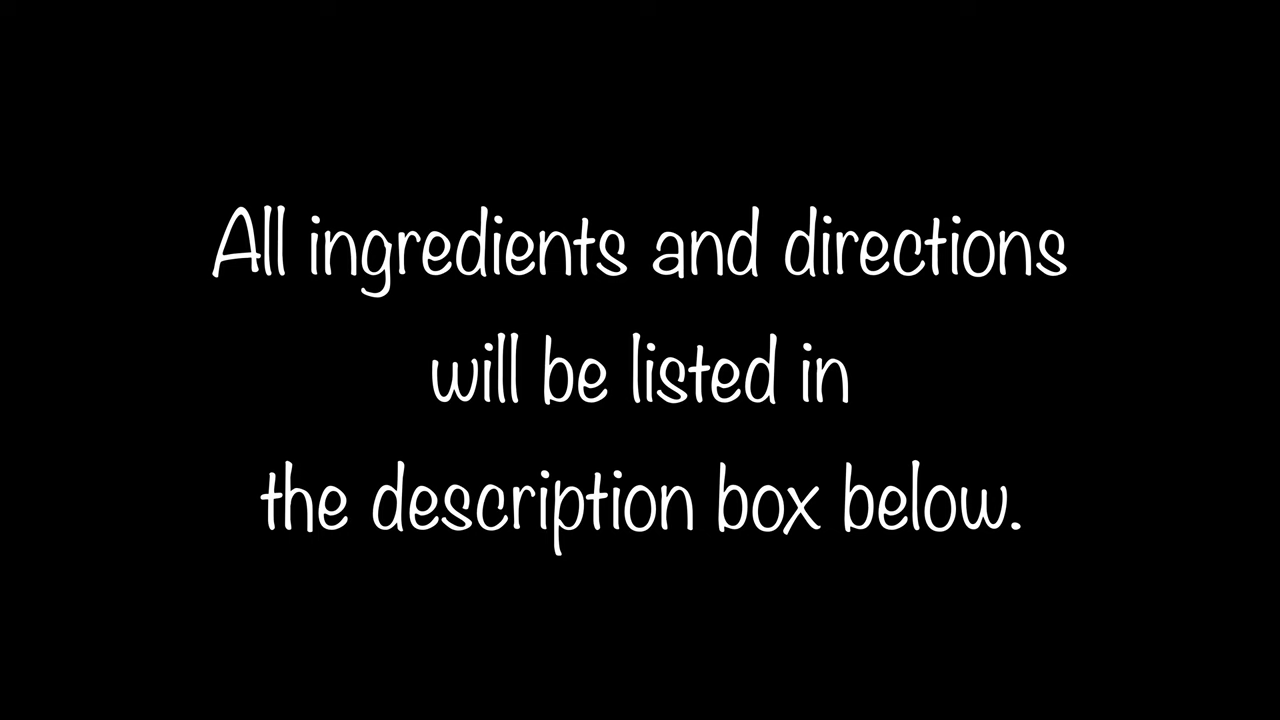 All ingredients and directions
will be listed in
the description box below.